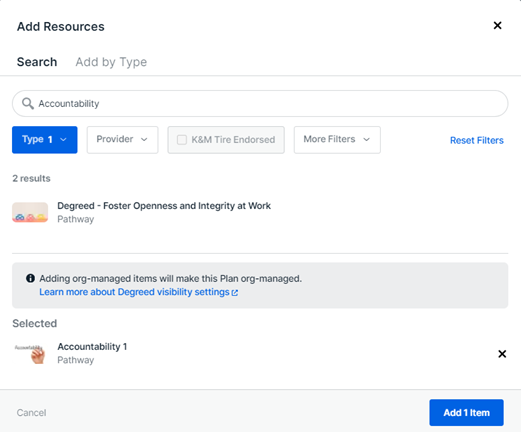 Add Resources
Search
Add by Type
Accountability
Type 1
Provider
K&M Tire Endorsed
More Filters
Reset Filters
2 results
Degreed - Foster Openness and Integrity at Work
Pathway
Adding org-managed items will make this Plan org-managed.
Learn more about Degreed visibility settings
Selected
Accountability
Accountability 1
Pathway
Cancel
Add 1 Item